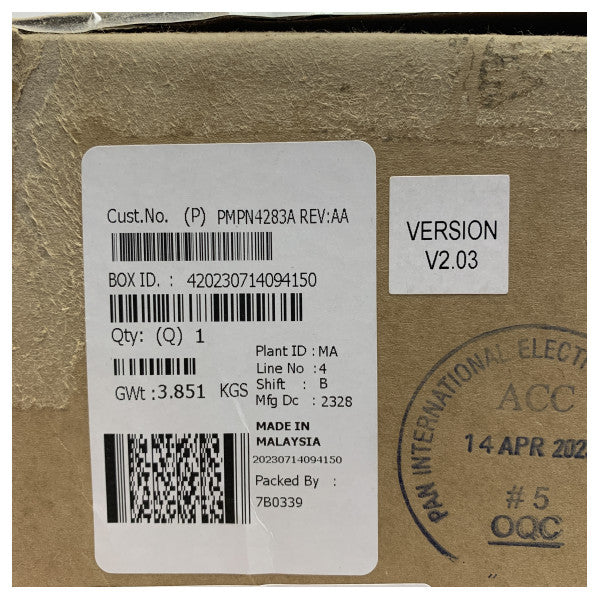 Cust.No. (P) PMPN4283A REV:AA
BOX ID. : 420230714094150
Qty: (Q) 1
GWt : 3.851 KGS
Plant ID : MA
Line No : 4
Shift : B
Mfg Dc : 2328
MADE IN
MALAYSIA
20230714094150
Packed By :
7B0339
VERSION
V2.03
PAN INTERNATIONAL
ACC
14 APR
#5
OQC